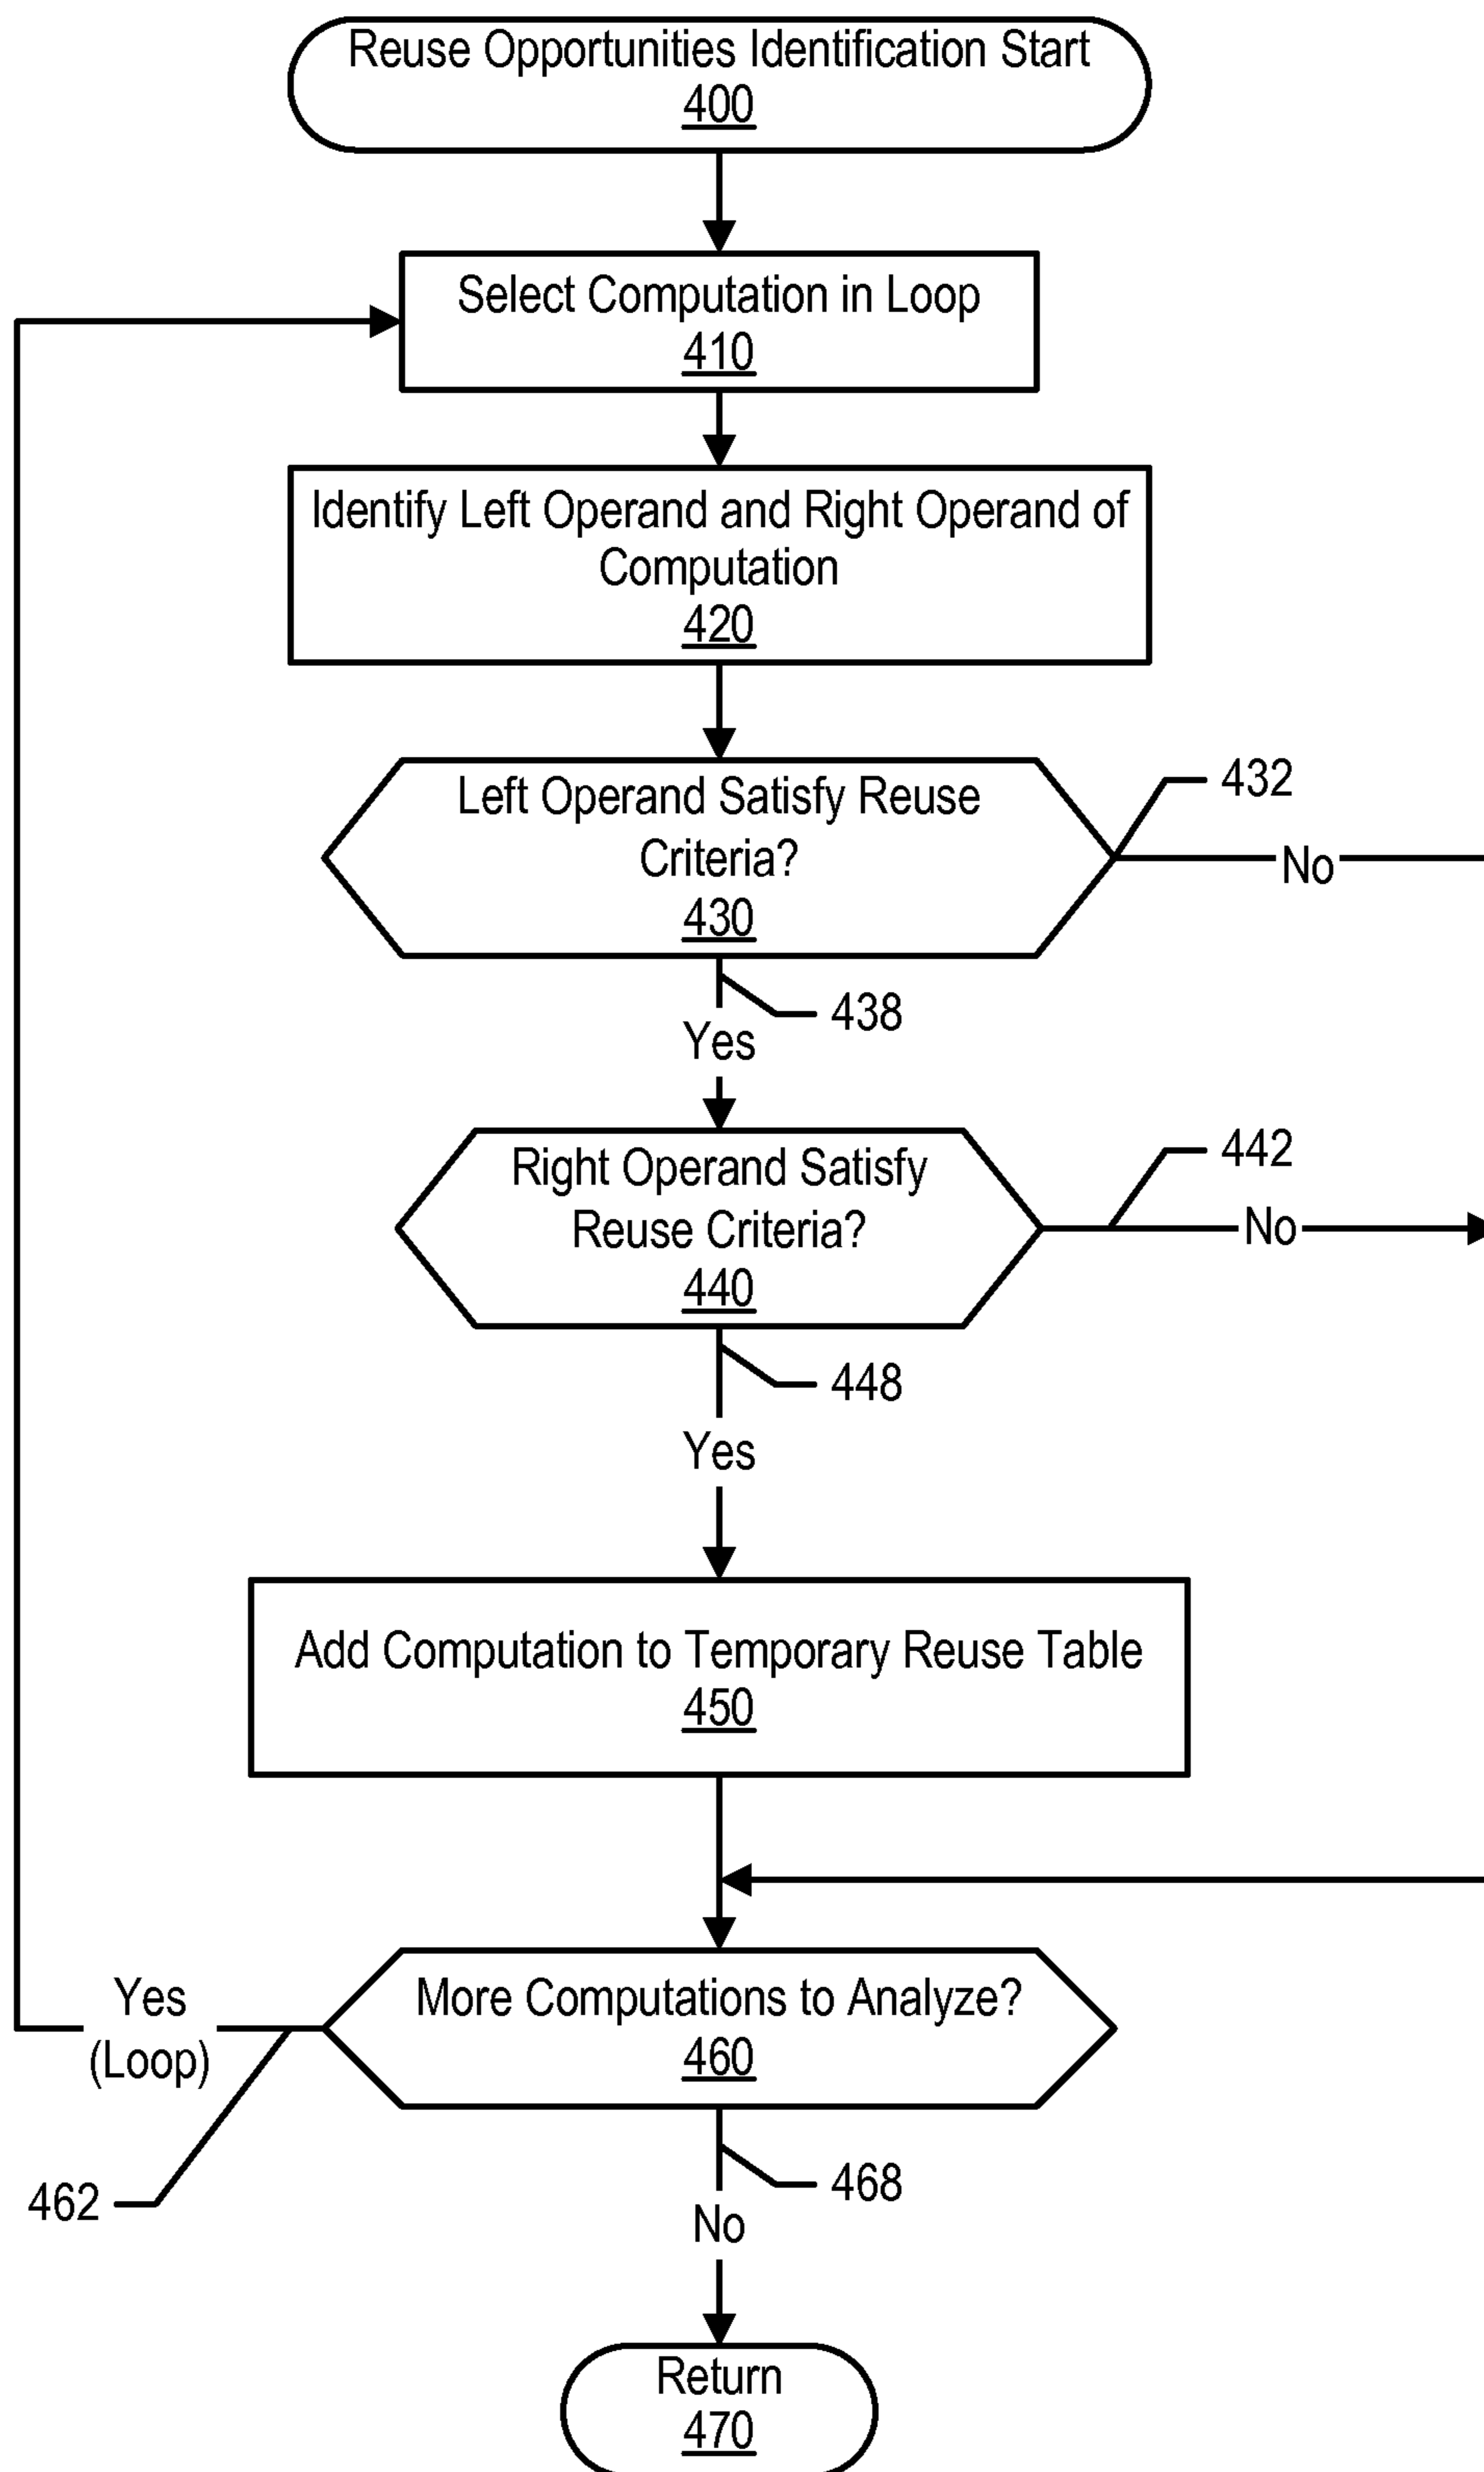 Reuse Opportunities Identification Start
400
Select Computation in Loop
410
Identify Left Operand and Right Operand of
Computation
420
Left Operand Satisfy Reuse
Criteria?
430
432
No
438
Yes
Right Operand Satisfy
Reuse Criteria?
440
442
No
448
Yes
Add Computation to Temporary Reuse Table
450
More Computations to Analyze?
460
Yes
(Loop)
462
468
No
Return
470